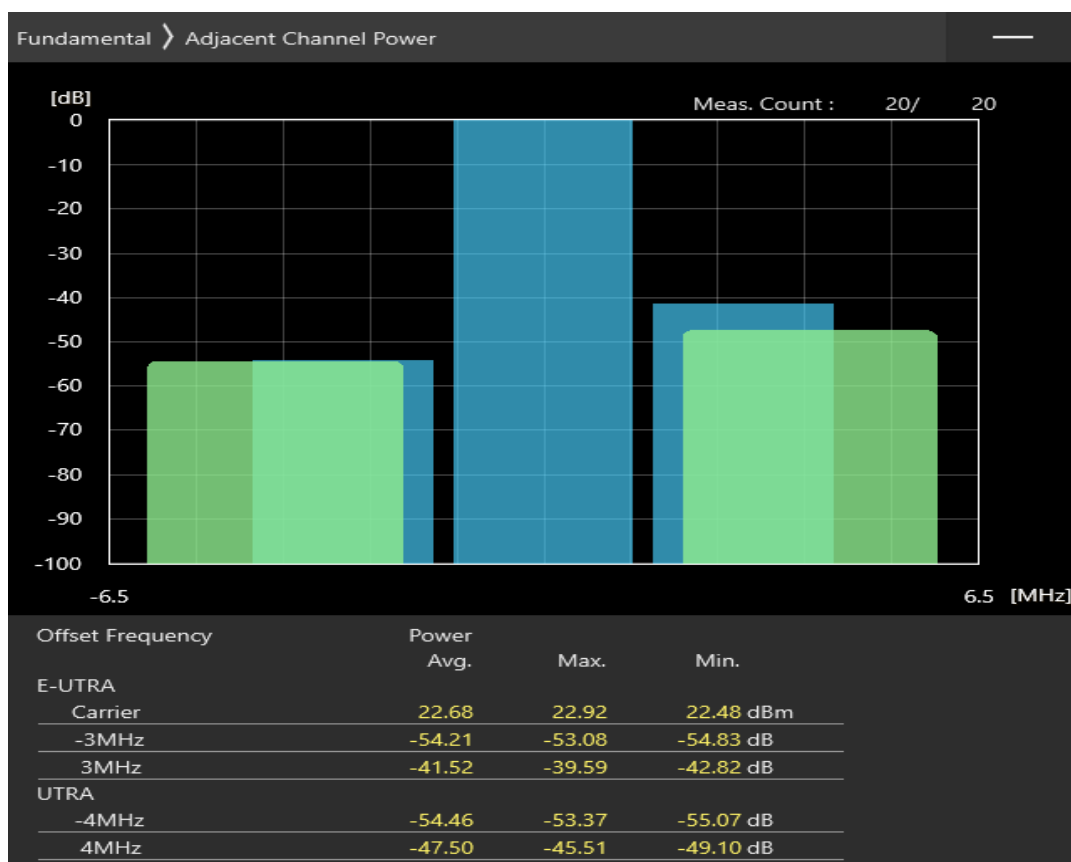 Fundamental ❯ Adjacent Channel Power
[dB]
Meas. Count : 20/ 20
0
-10
-20
-30
-40
-50
-60
-70
-80
-90
-100
-6.5 6.5 [MHz]
Offset Frequency Power
Avg. Max. Min.
E-UTRA
Carrier 22.68 22.92 22.48 dBm
-3MHz -54.21 -53.08 -54.83 dB
3MHz -41.52 -39.59 -42.82 dB
UTRA
-4MHz -54.46 -53.37 -55.07 dB
4MHz -47.50 -45.51 -49.10 dB